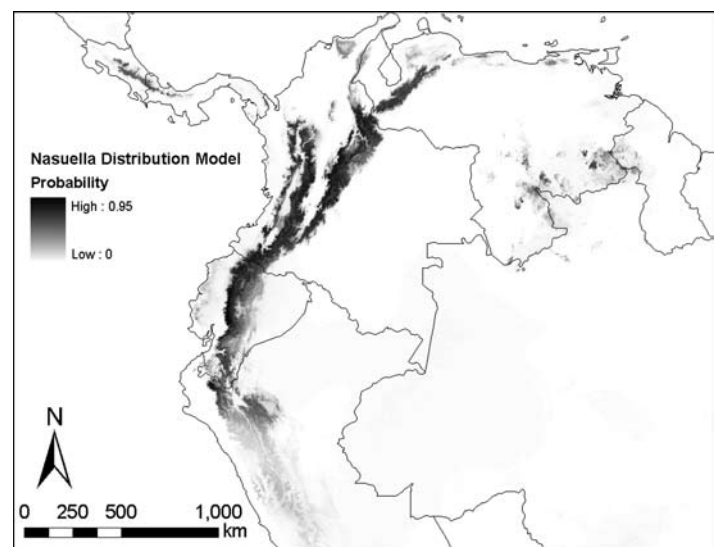 Nasuella Distribution Model
Probability
High : 0.95
Low : 0
N
0 250 500 1,000
km